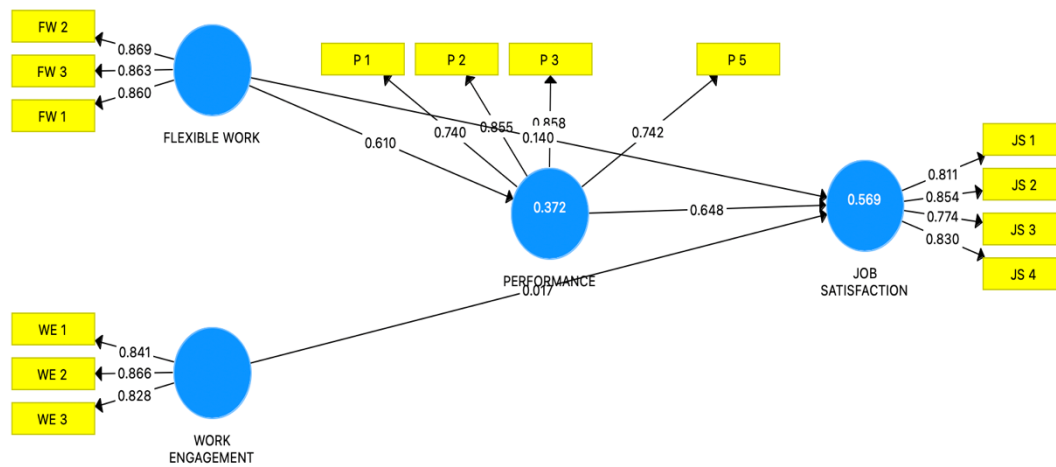 FW 2
FW 3
FW 1
0.869
0.863
0.860
FLEXIBLE WORK
P 1
P 2
P 3
P 5
0.740
0.855
0.858
0.742
0.140
0.610
0.372
PERFORMANCE
0.648
0.017
0.569
JOB
SATISFACTION
0.811
0.854
0.774
0.830
JS 1
JS 2
JS 3
JS 4
WE 1
WE 2
WE 3
0.841
0.866
0.828
WORK
ENGAGEMENT